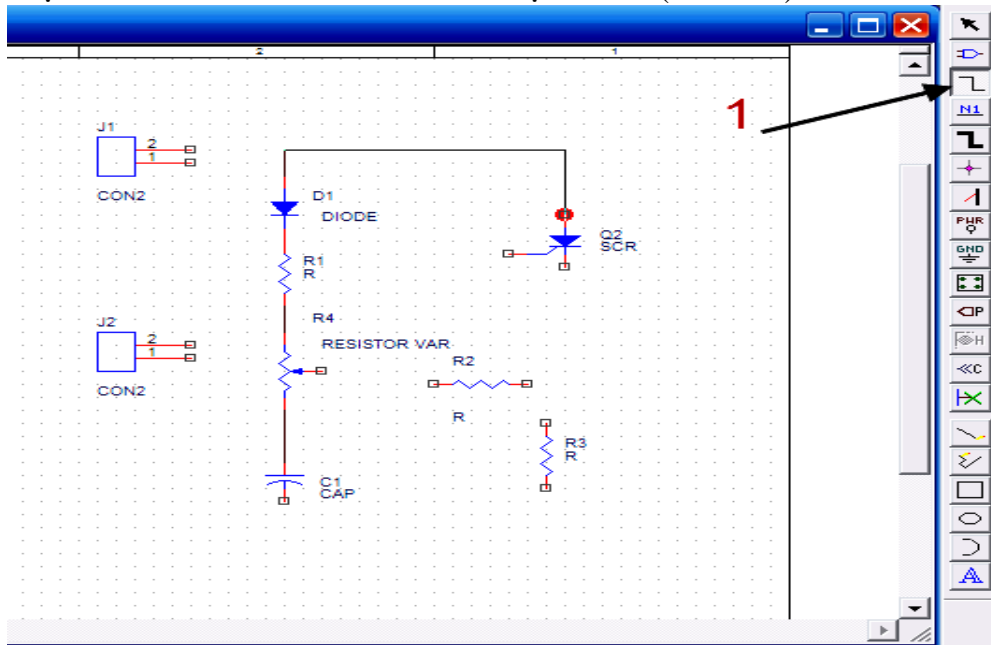 2
1
1
J1
2
1
CON2
D1
DIODE
Q2
SCR
R1
R
R4
RESISTOR VAR
J2
2
1
CON2
R2
R
R3
R
C1
CAP
N1
PWR
GND
P
H
C
A